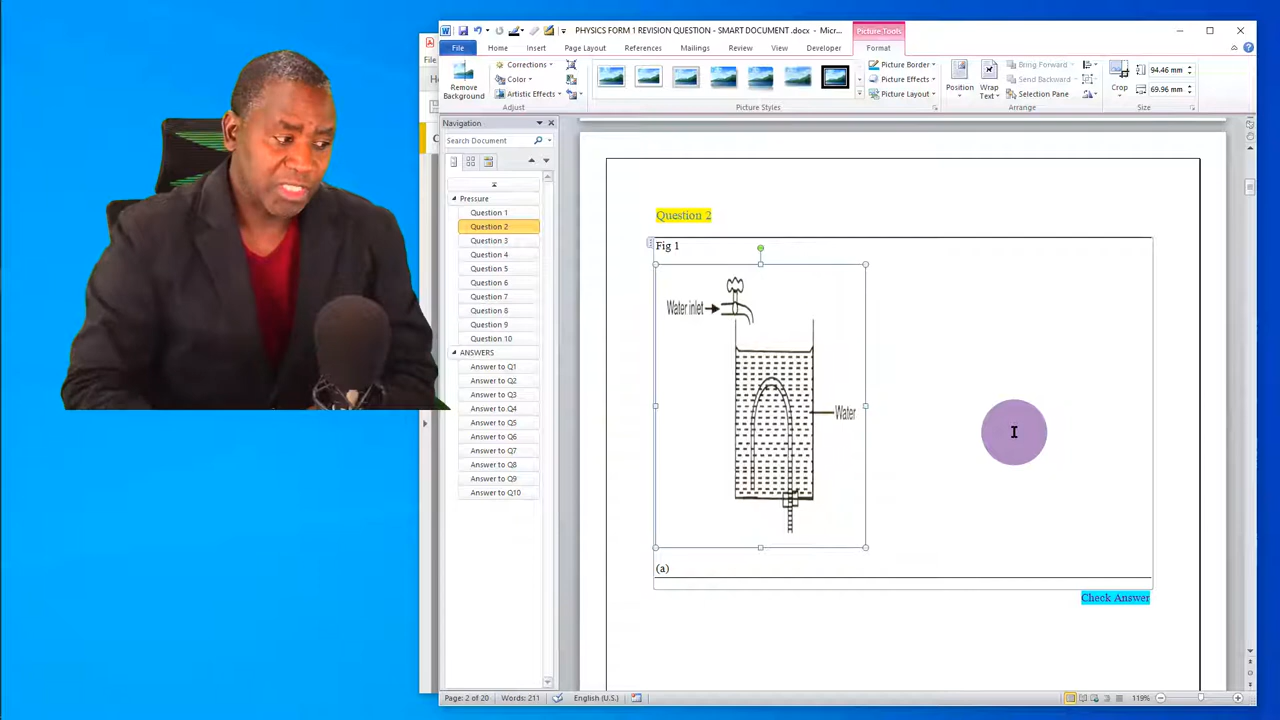 PHYSICS FORM 1 REVISION QUESTION - SMART DOCUMENT .docx - Micr...
Picture Tools
File
Home
Insert
Page Layout
References
Mailings
Review
View
Developer
Format
Remove Background
Corrections
Color
Artistic Effects
Adjust
Picture Styles
Picture Border
Picture Effects
Picture Layout
Position
Wrap Text
Bring Forward
Send Backward
Selection Pane
Arrange
Crop
94.46 mm
69.96 mm
Size
Navigation
Search Document
Pressure
Question 1
Question 2
Question 3
Question 4
Question 5
Question 6
Question 7
Question 8
Question 9
Question 10
ANSWERS
Answer to Q1
Answer to Q2
Answer to Q3
Answer to Q4
Answer to Q5
Answer to Q6
Answer to Q7
Answer to Q8
Answer to Q9
Answer to Q10
Question 2
Fig 1
Water inlet
Water
(a)
Check Answer
Page: 2 of 20
Words: 211
English (U.S.)
119%